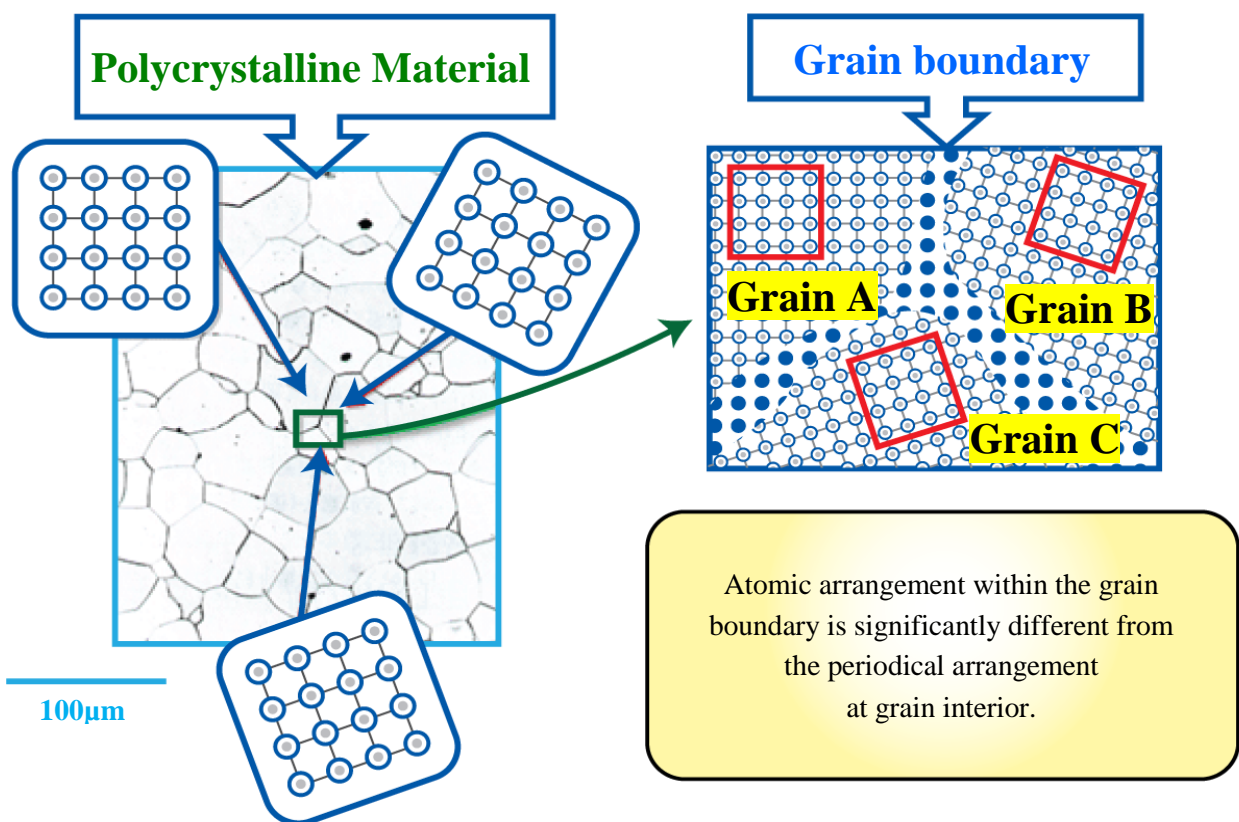 Polycrystalline Material
Grain boundary
Grain A
Grain B
Grain C
100μm
Atomic arrangement within the grain
boundary is significantly different from
the periodical arrangement
at grain interior.